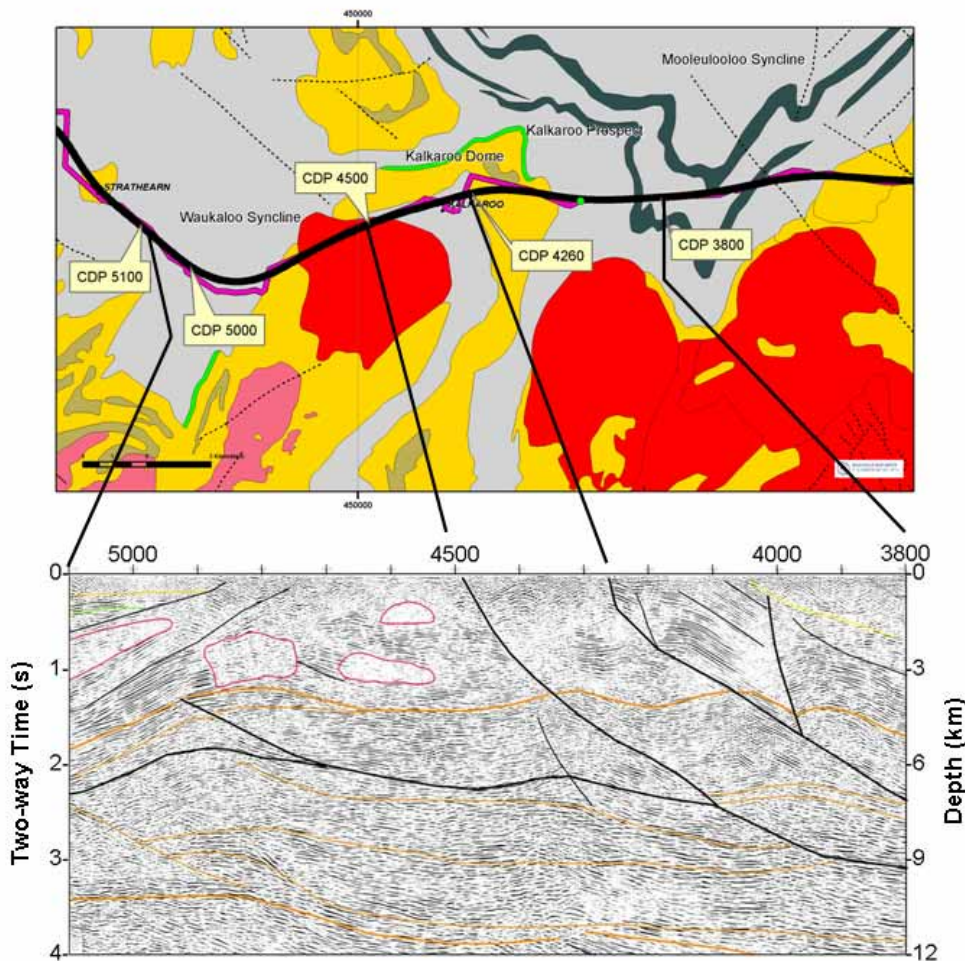 450000
Mooleulooloo Syncline
Kalkaroo Prospect
Kalkaroo Dome
CDP 4500
STRATHEARN
Waukaloo Syncline
KALKAROO
CDP 5100
CDP 4260
CDP 3800
CDP 5000
450000
5000 4500 4000 3800
0 0
1 3
2 6
3 9
4 12
Two-way Time (s)
Depth (km)